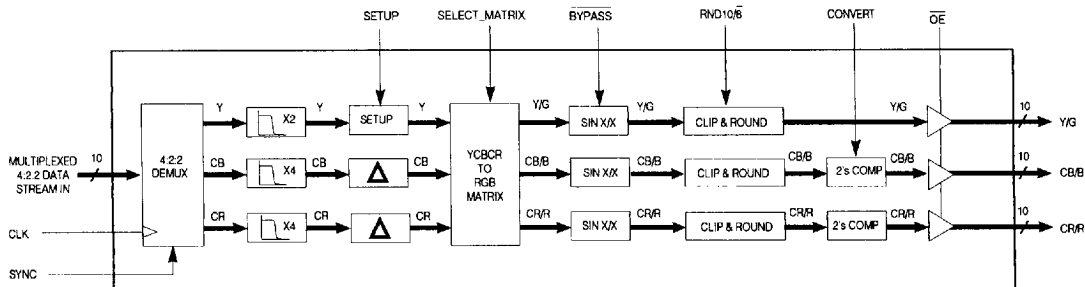 SETUP
SELECT_MATRIX
BYPASS
RND10/8
CONVERT
OE
Y
X2
Y
SETUP
Y
Y/G
SIN X/X
Y/G
CLIP & ROUND
Y/G
10
Y/G
MULTIPLEXED
4:2:2 DATA
STREAM IN
10
4:2:2
DEMUX
CB
X4
CB
Δ
CB
YCBCR
TO
RGB
MATRIX
CB/B
SIN X/X
CB/B
CLIP & ROUND
CB/B
2's COMP
CB/B
10
CB/B
CR
X4
CR
Δ
CR
CR/R
SIN X/X
CR/R
CLIP & ROUND
CR/R
2's COMP
CR/R
10
CR/R
CLK
SYNC